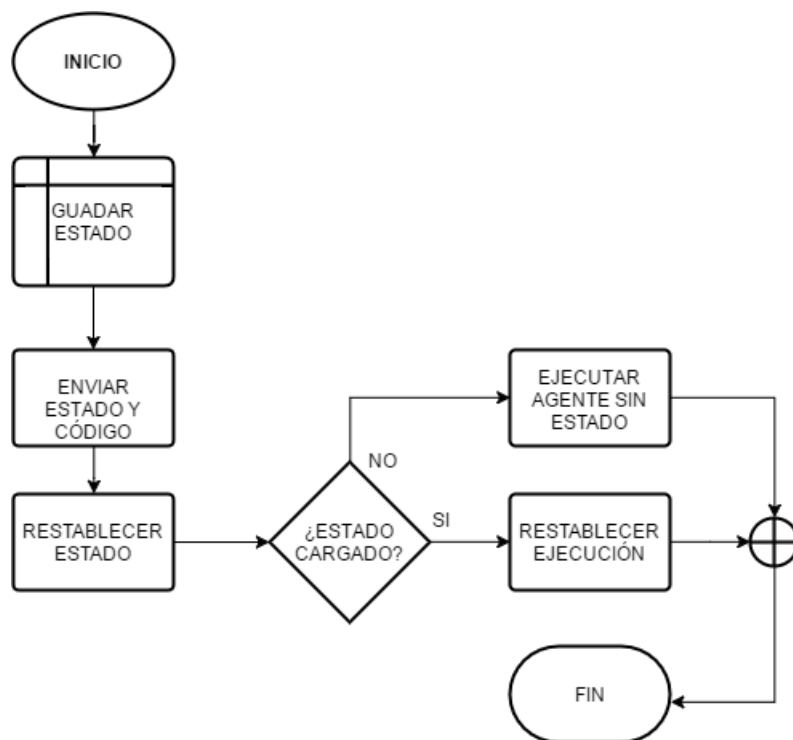 INICIO
GUADAR
ESTADO
ENVIAR
ESTADO Y
CÓDIGO
RESTABLECER
ESTADO
¿ESTADO
CARGADO?
NO
EJECUTAR
AGENTE SIN
ESTADO
SI
RESTABLECER
EJECUCIÓN
FIN